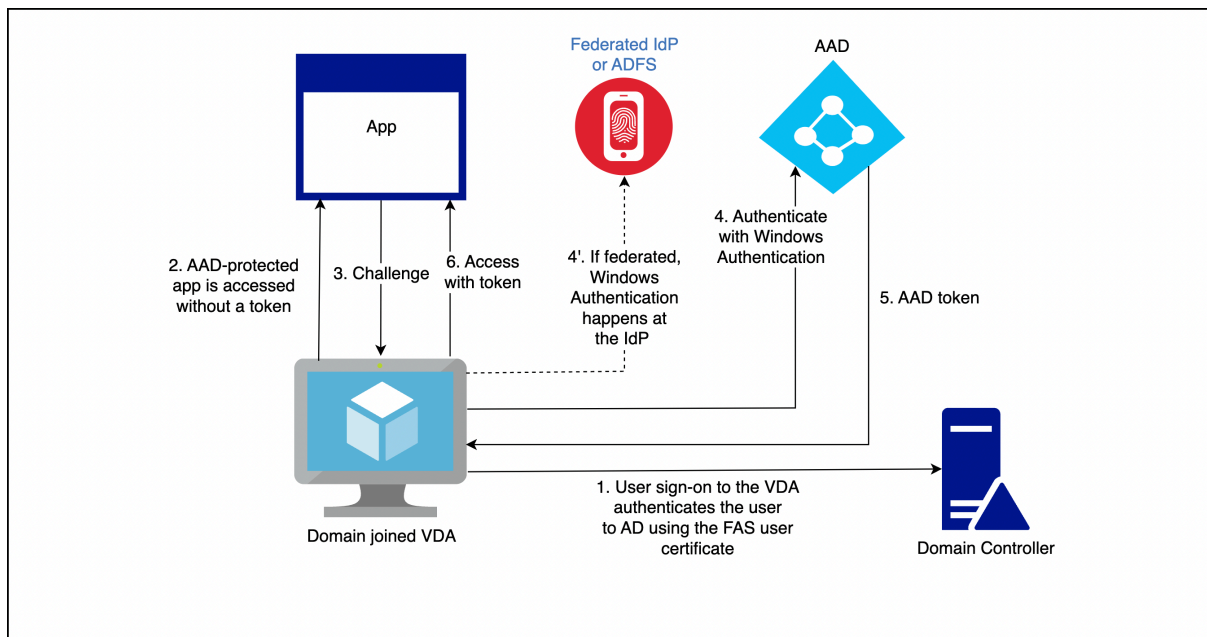 Federated IdP
or ADFS
AAD
App
2. AAD-protected
app is accessed
without a token
3. Challenge
6. Access
with token
4'. If federated,
Windows
Authentication
happens at
the IdP
4. Authenticate
with Windows
Authentication
5. AAD token
1. User sign-on to the VDA
authenticates the user
to AD using the FAS user
certificate
Domain joined VDA
Domain Controller